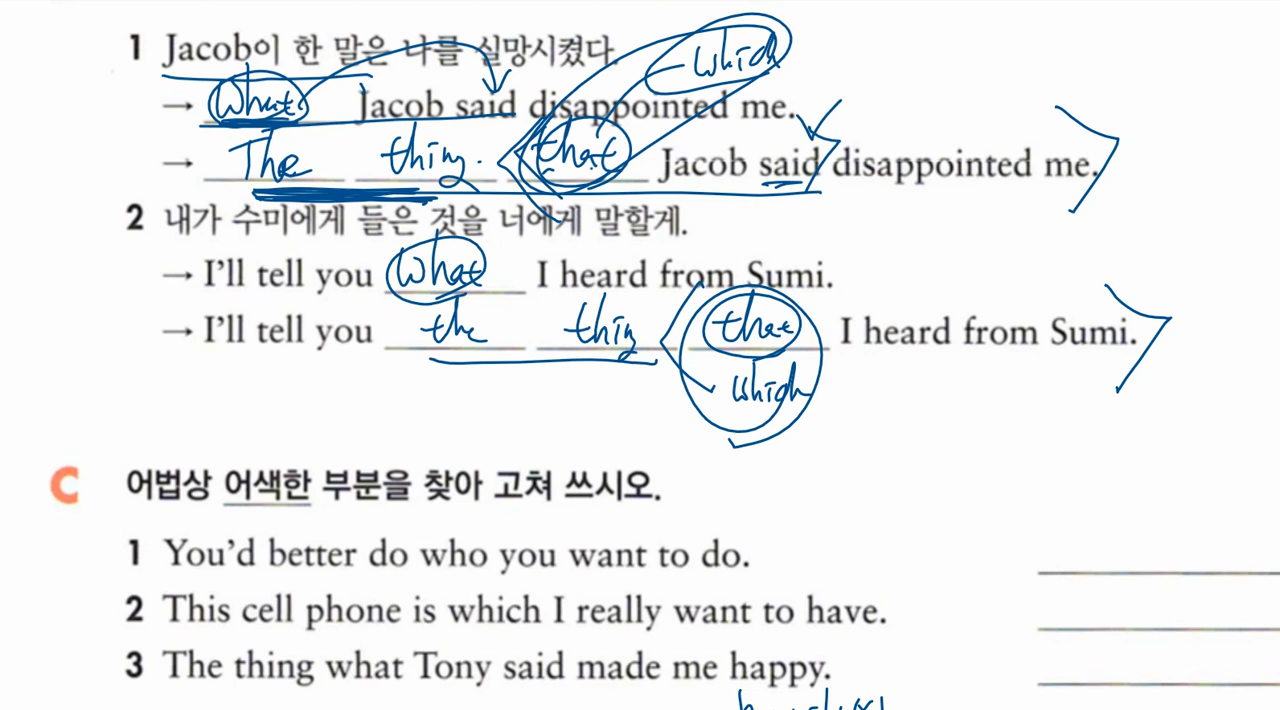 1 Jacob이 한 말은 나를 실망시켰다.
- which
→ what Jacob said disappointed me.
→ The thing that Jacob said disappointed me.
2 내가 수미에게 들은 것을 너에게 말할게.
→ I'll tell you what I heard from Sumi.
→ I'll tell you the thing that I heard from Sumi.
which
C 어법상 어색한 부분을 찾아 고쳐 쓰시오.
1 You'd better do who you want to do.
2 This cell phone is which I really want to have.
3 The thing what Tony said made me happy.